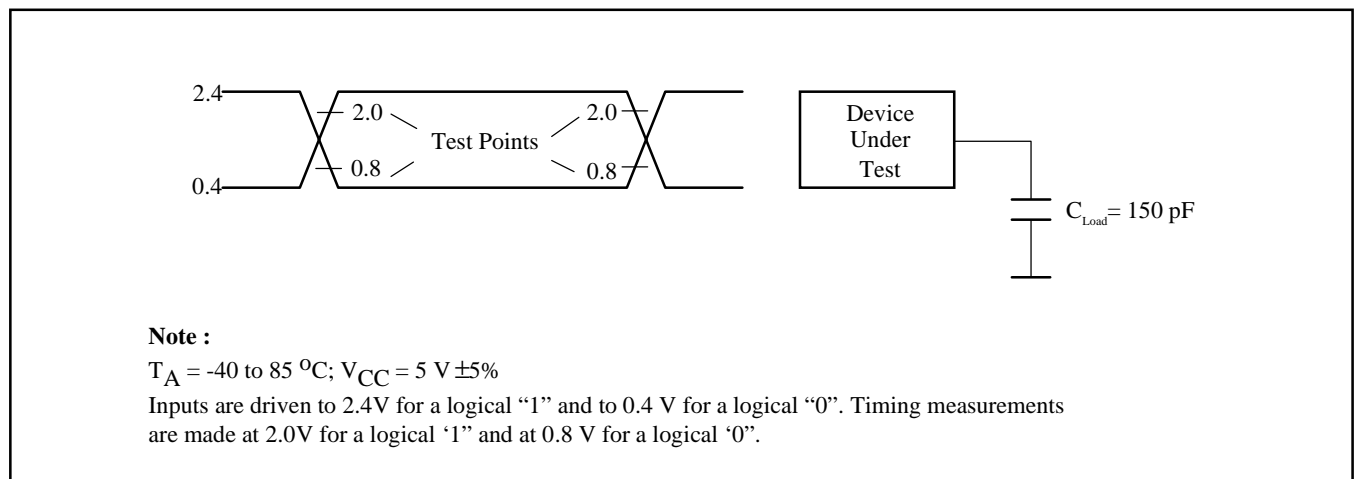 2.4
2.0
2.0
Test Points
0.8
0.8
0.4
Device
Under
Test
C_Load= 150 pF
Note :
T_A = -40 to 85 ᴼC; V_CC = 5 V ±5%
Inputs are driven to 2.4V for a logical “1” and to 0.4 V for a logical “0”. Timing measurements
are made at 2.0V for a logical ‘1” and at 0.8 V for a logical ‘0”.